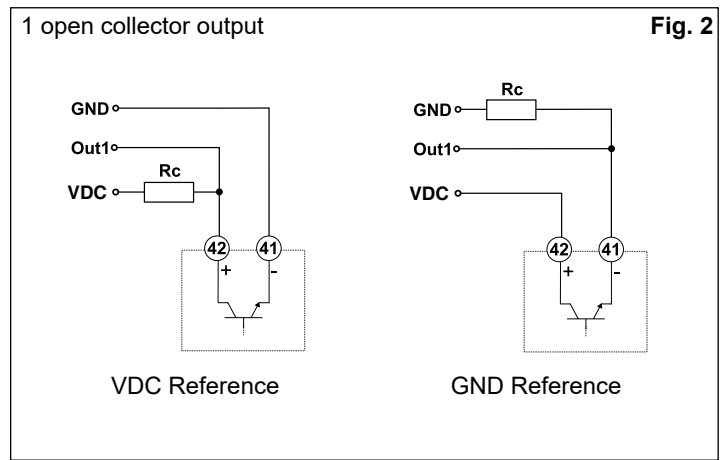 1 open collector output Fig. 2
GND
Out1
Rc
VDC
42 41
+ -
VDC Reference
Rc
GND
Out1
VDC
42 41
+ -
GND Reference